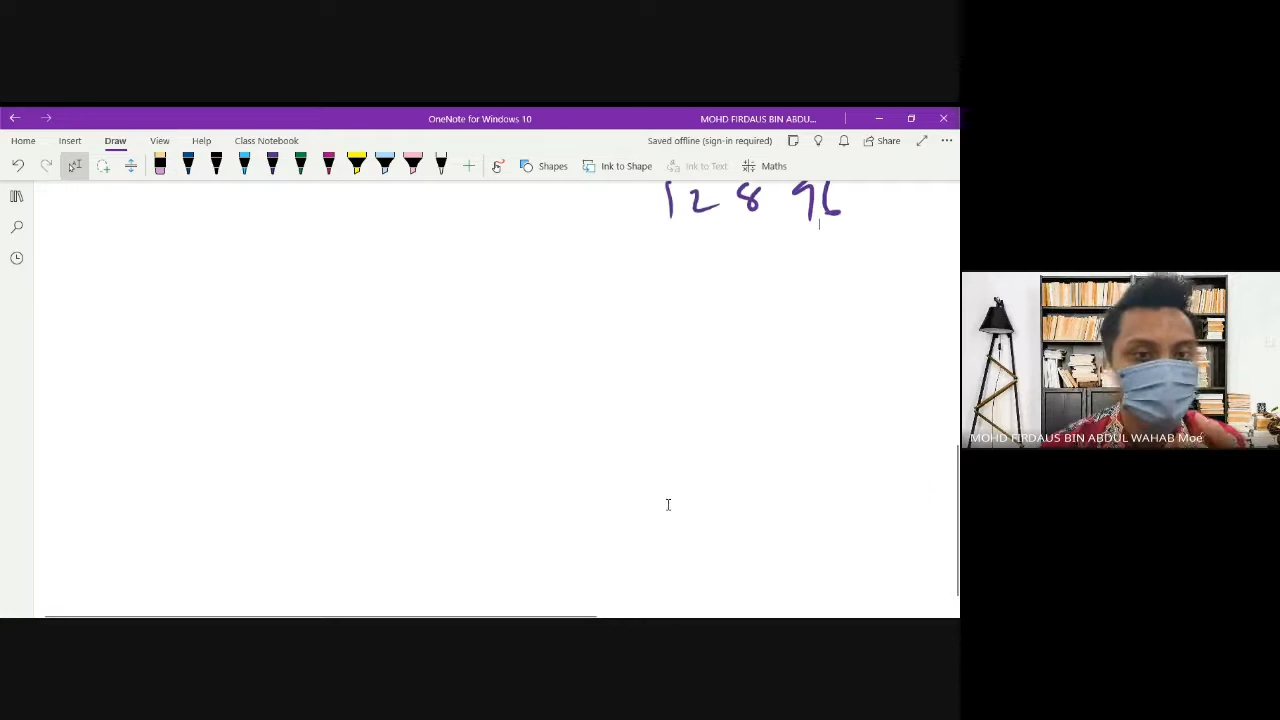 OneNote for Windows 10
MOHD FIRDAUS BIN ABDU...
Home Insert Draw View Help Class Notebook
Saved offline (sign-in required)
Share
Shapes
Ink to Shape
Ink to Text
Maths
1 2 8 96
MOHD FIRDAUS BIN ABDUL WAHAB Moe